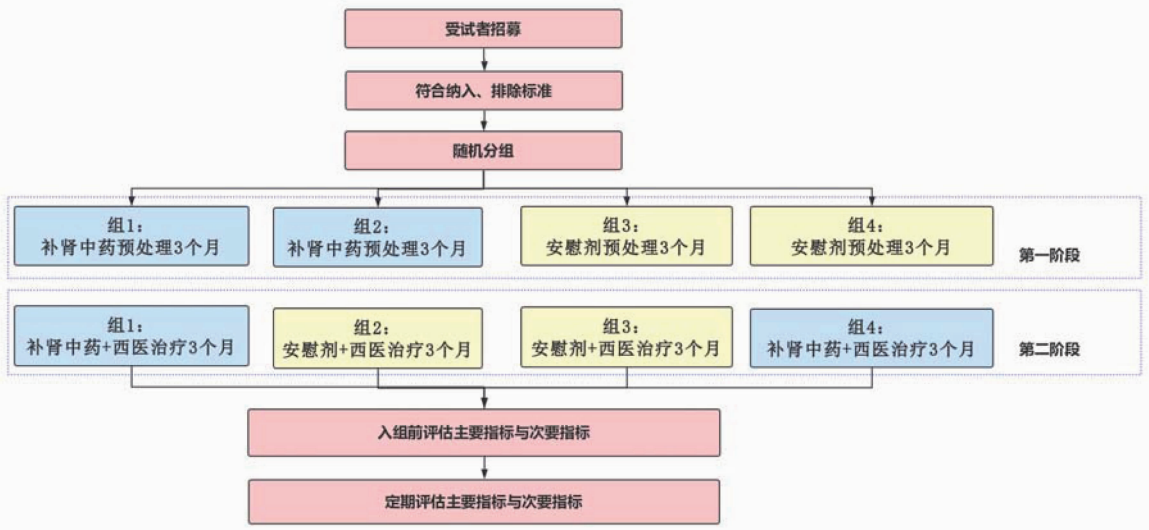 受试者招募
符合纳入、排除标准
随机分组
组1:
补肾中药预处理3个月
组2:
补肾中药预处理3个月
组3:
安慰剂预处理3个月
组4:
安慰剂预处理3个月
第一阶段
组1:
补肾中药+西医治疗3个月
组2:
安慰剂+西医治疗3个月
组3:
安慰剂+西医治疗3个月
组4:
补肾中药+西医治疗3个月
第二阶段
入组前评估主要指标与次要指标
定期评估主要指标与次要指标